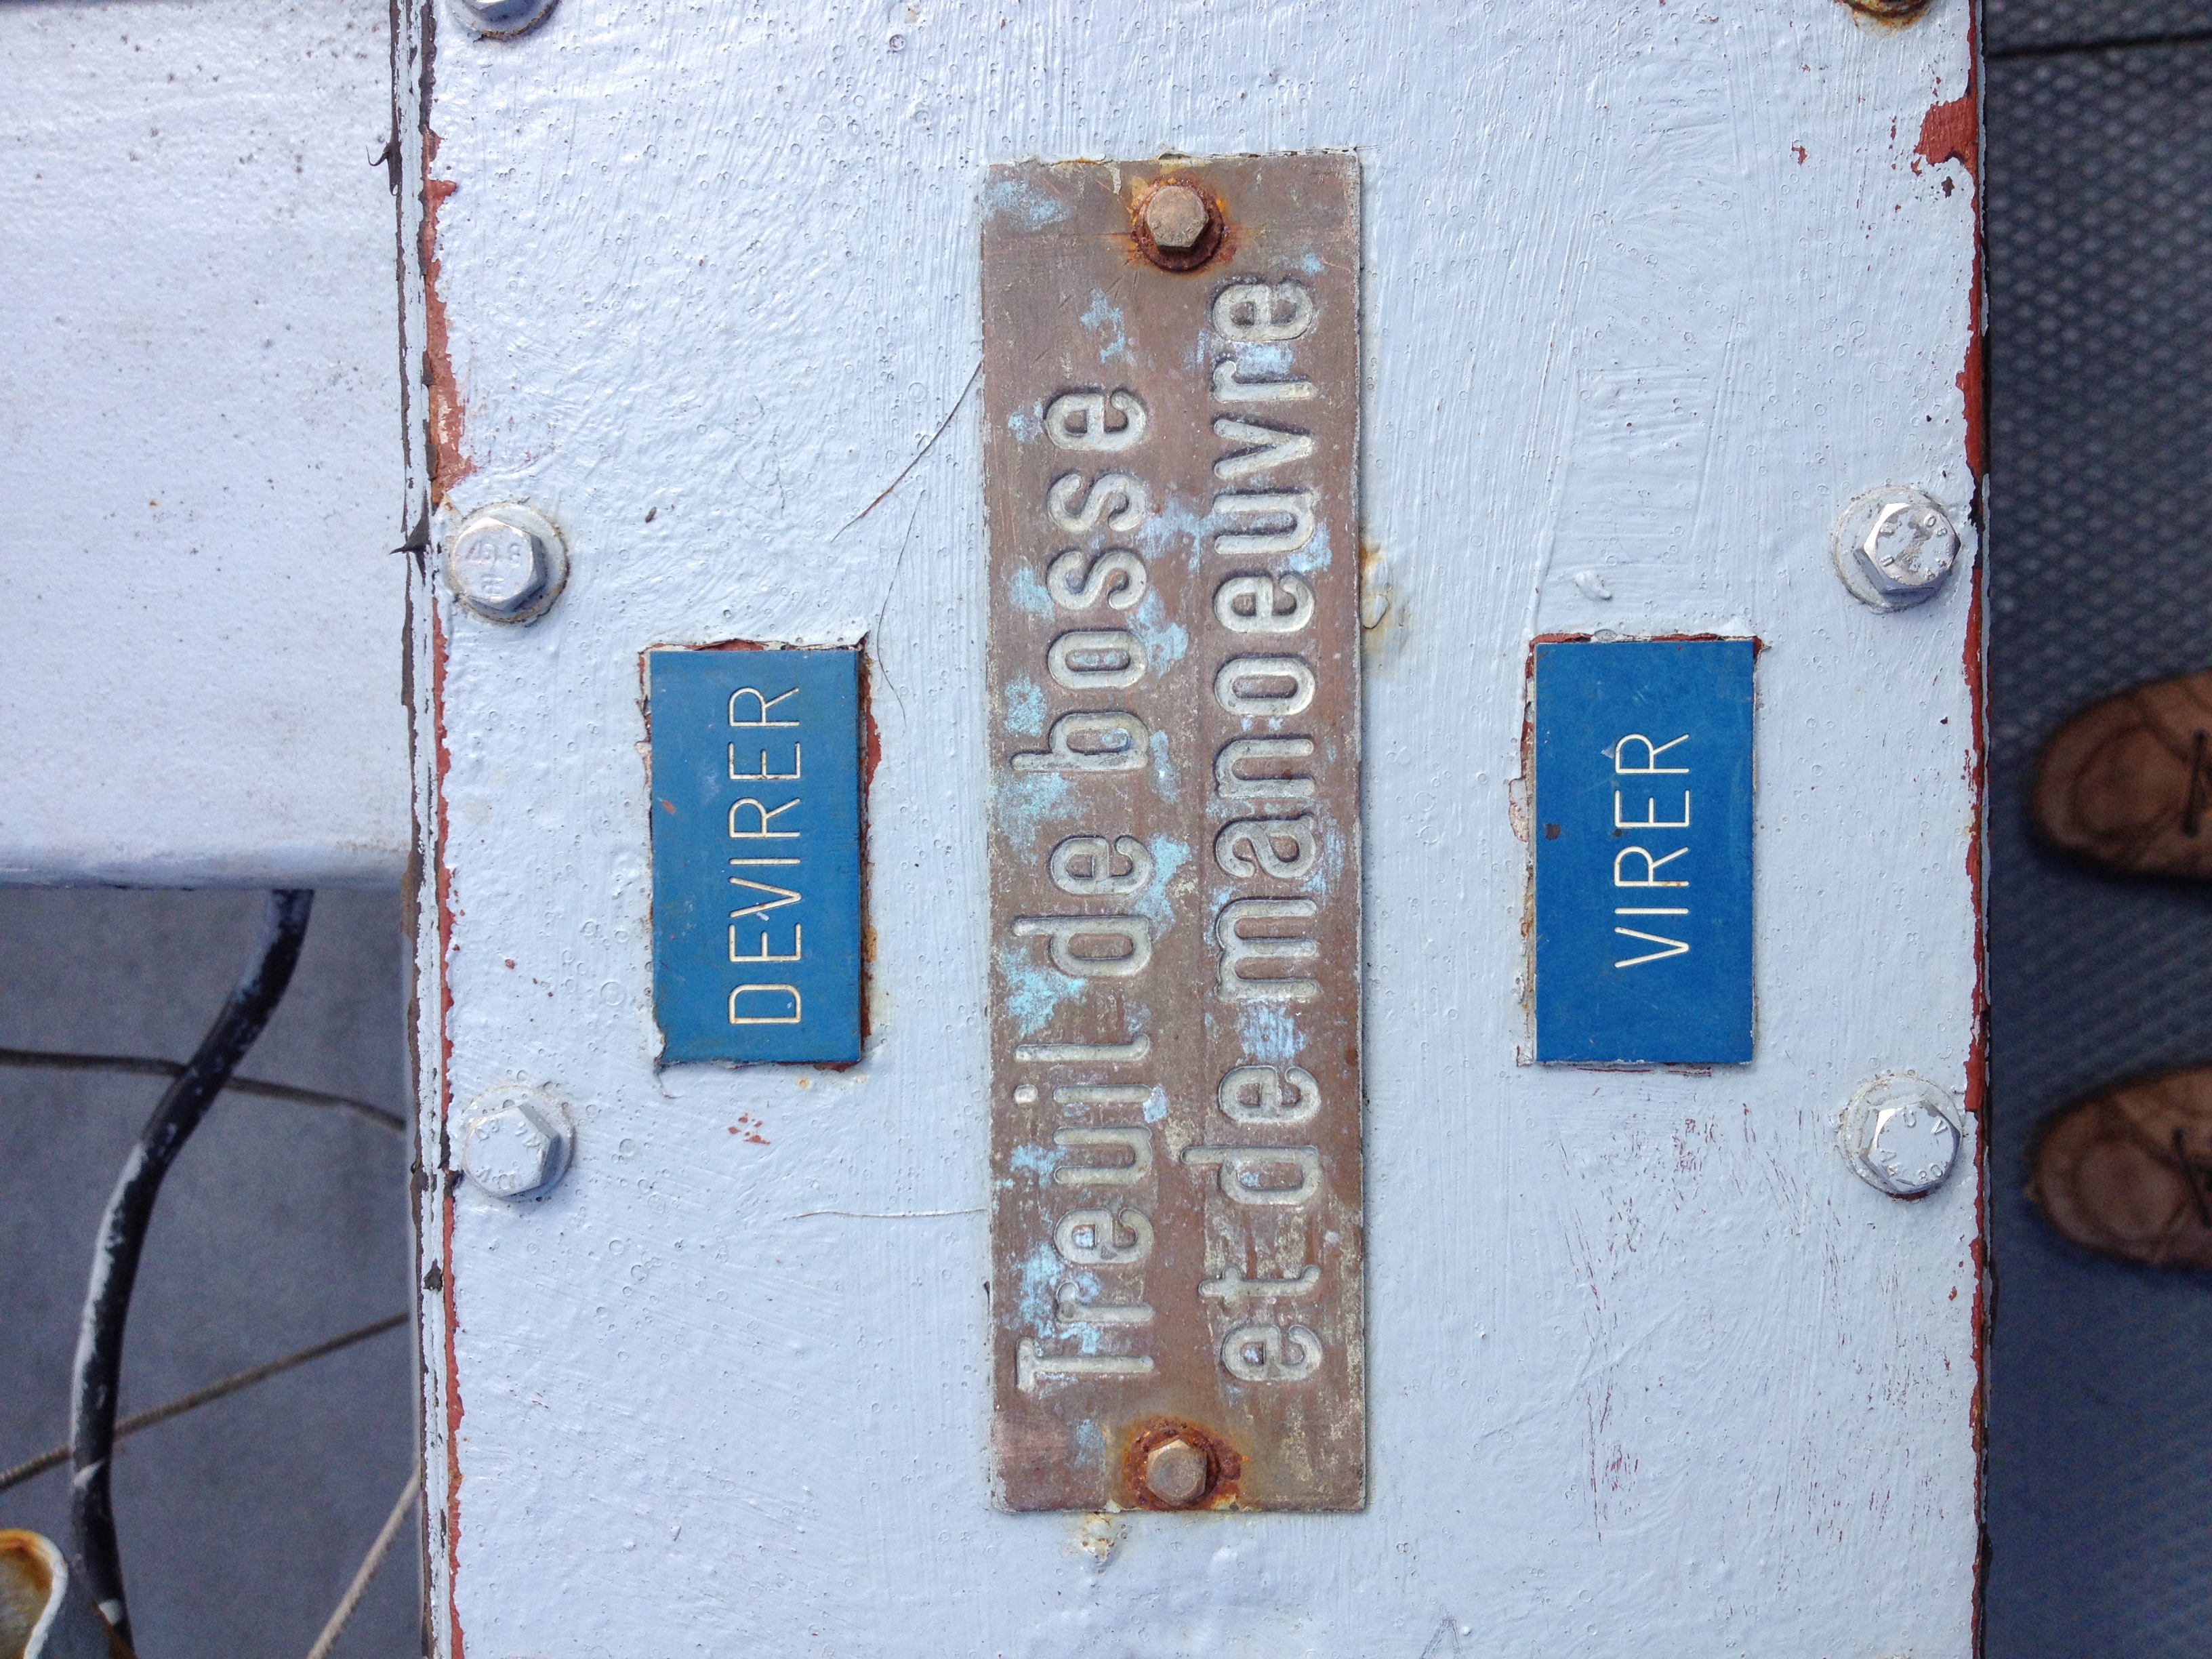 DEVIRER
Treuil de bosse
et de manoeuvre
VIRER